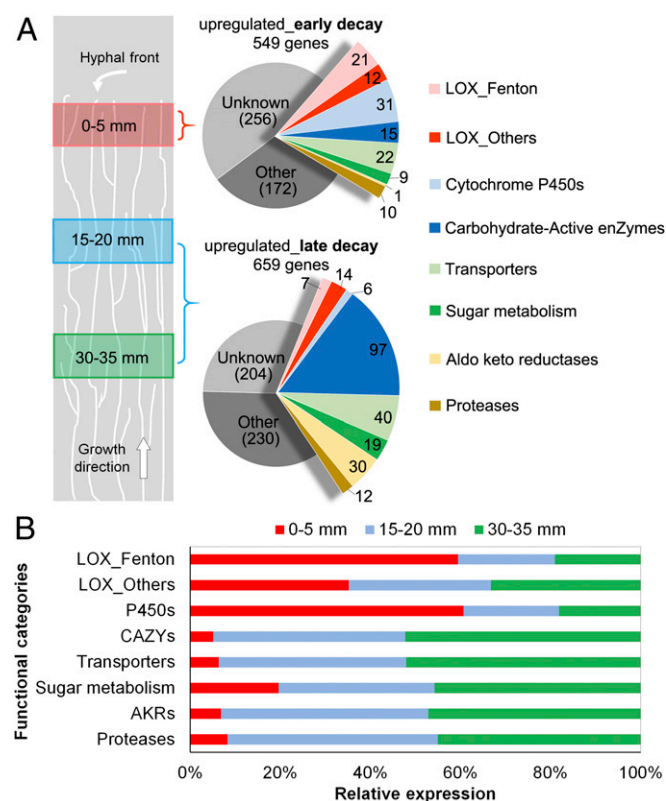 A
Hyphal front
0-5 mm
15-20 mm
30-35 mm
Growth
direction
upregulated_early decay
549 genes
Unknown
(256)
Other
(172)
21
12
31
15
22
9
1
10
upregulated_late decay
659 genes
Unknown
(204)
Other
(230)
7
14
6
97
40
19
30
12
LOX_Fenton
LOX_Others
Cytochrome P450s
Carbohydrate-Active enZymes
Transporters
Sugar metabolism
Aldo keto reductases
Proteases
B
0-5 mm 15-20 mm 30-35 mm
Functional categories
LOX_Fenton
LOX_Others
P450s
CAZYs
Transporters
Sugar metabolism
AKRs
Proteases
0% 20% 40% 60% 80% 100%
Relative expression